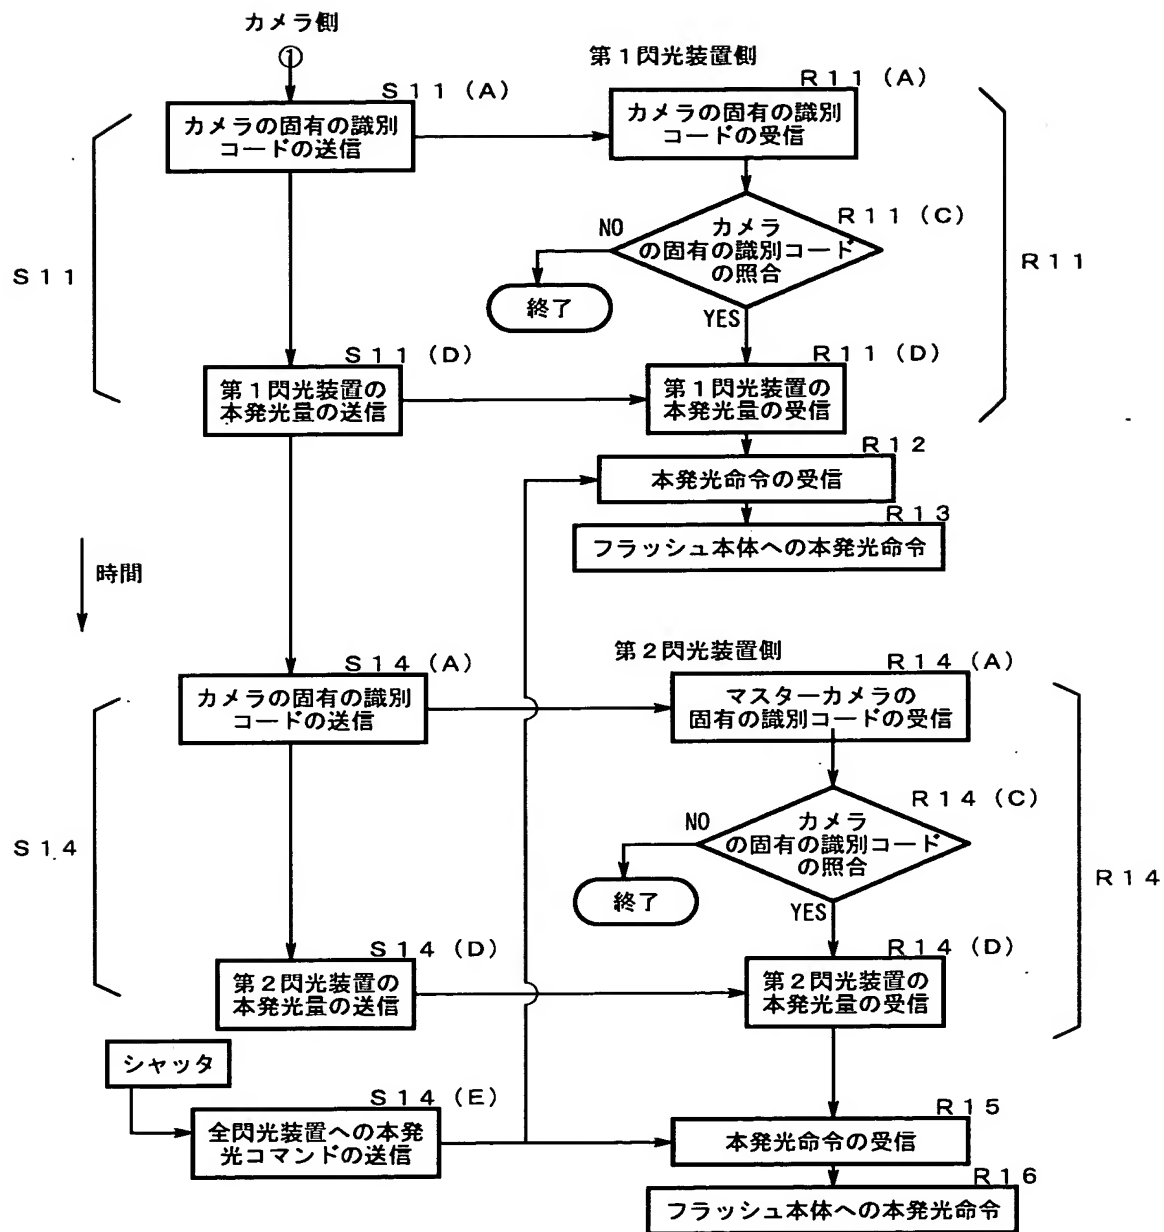 カメラ側
①
第1閃光装置側
S11(A)
カメラの固有の識別
コードの送信
R11(A)
カメラの固有の識別
コードの受信
R11(C)
カメラ
の固有の識別コード
の照合
NO
終了
YES
S11
R11
S11(D)
第1閃光装置の
本発光量の送信
R11(D)
第1閃光装置の
本発光量の受信
R12
本発光命令の受信
R13
フラッシュ本体への本発光命令
時間
第2閃光装置側
S14(A)
カメラの固有の識別
コードの送信
R14(A)
マスターカメラの
固有の識別コードの受信
R14(C)
カメラ
の固有の識別コード
の照合
NO
終了
YES
S14
R14
S14(D)
第2閃光装置の
本発光量の送信
R14(D)
第2閃光装置の
本発光量の受信
シャッタ
S14(E)
全閃光装置への本発
光コマンドの送信
R15
本発光命令の受信
R16
フラッシュ本体への本発光命令